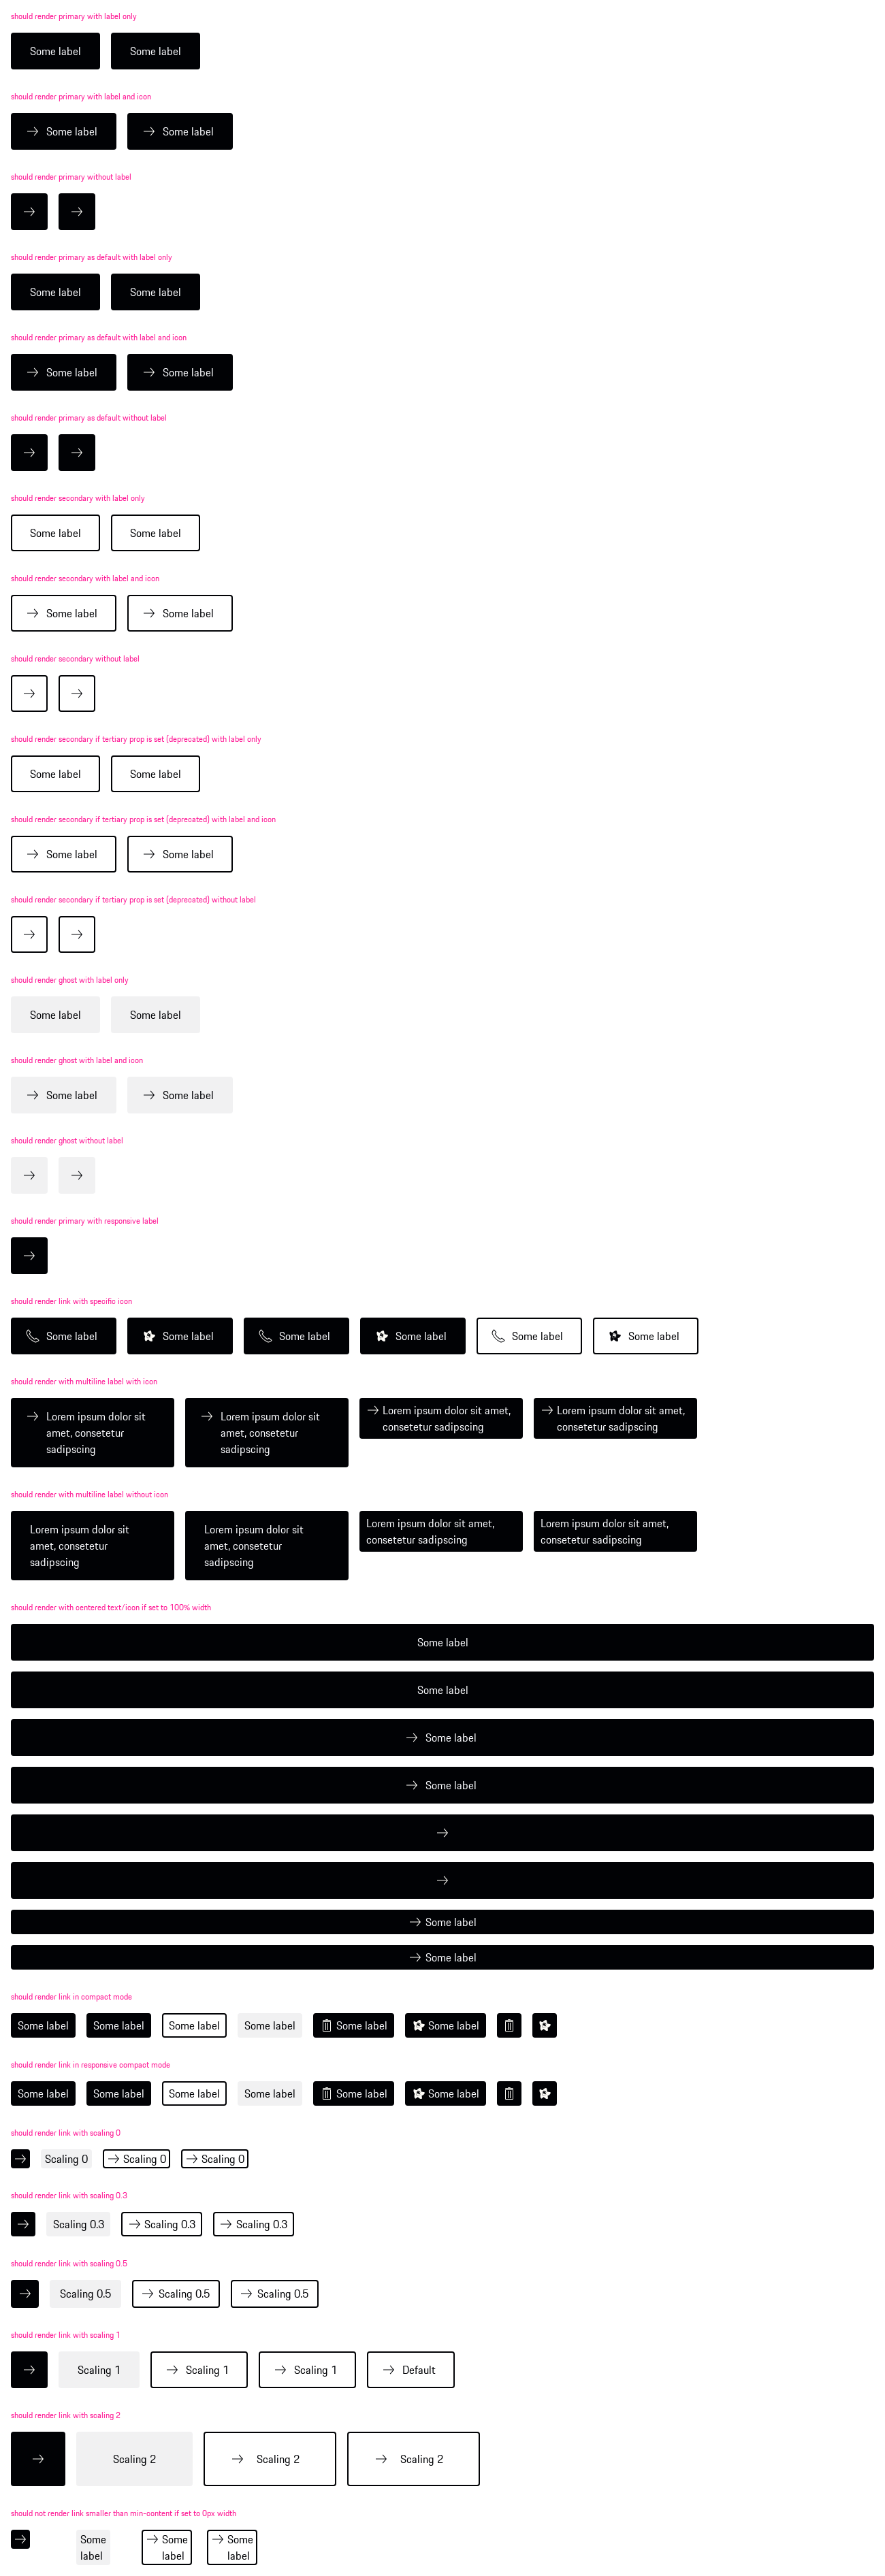 should render primary with label only
Some label Some label
should render primary with label and icon
Some label Some label
should render primary without label
should render primary as default with label only
Some label Some label
should render primary as default with label and icon
Some label Some label
should render primary as default without label
should render secondary with label only
Some label Some label
should render secondary with label and icon
Some label Some label
should render secondary without label
should render secondary if tertiary prop is set (deprecated) with label only
Some label Some label
should render secondary if tertiary prop is set (deprecated) with label and icon
Some label Some label
should render secondary if tertiary prop is set (deprecated) without label
should render ghost with label only
Some label Some label
should render ghost with label and icon
Some label Some label
should render ghost without label
should render primary with responsive label
should render link with specific icon
Some label Some label Some label Some label Some label Some label
should render with multiline label with icon
Lorem ipsum dolor sit
amet, consetetur
sadipscing
Lorem ipsum dolor sit
amet, consetetur
sadipscing
Lorem ipsum dolor sit amet,
consetetur sadipscing
Lorem ipsum dolor sit amet,
consetetur sadipscing
should render with multiline label without icon
Lorem ipsum dolor sit
amet, consetetur
sadipscing
Lorem ipsum dolor sit
amet, consetetur
sadipscing
Lorem ipsum dolor sit amet,
consetetur sadipscing
Lorem ipsum dolor sit amet,
consetetur sadipscing
should render with centered text/icon if set to 100% width
Some label
Some label
Some label
Some label
Some label
Some label
should render link in compact mode
Some label Some label Some label Some label Some label Some label
should render link in responsive compact mode
Some label Some label Some label Some label Some label Some label
should render link with scaling 0
Scaling 0 Scaling 0 Scaling 0
should render link with scaling 0.3
Scaling 0.3 Scaling 0.3 Scaling 0.3
should render link with scaling 0.5
Scaling 0.5 Scaling 0.5 Scaling 0.5
should render link with scaling 1
Scaling 1 Scaling 1 Scaling 1 Default
should render link with scaling 2
Scaling 2 Scaling 2 Scaling 2
should not render link smaller than min-content if set to 0px width
Some
label
Some
label
Some
label